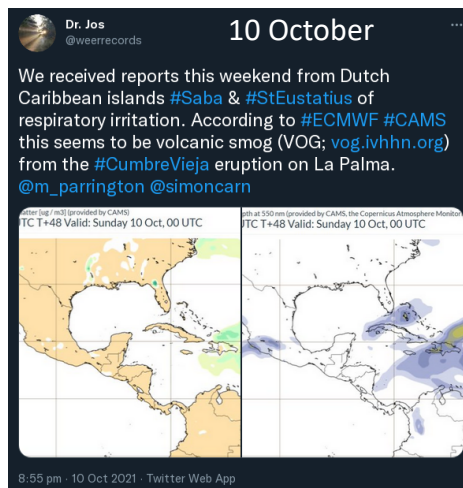 Dr. Jos
@weerrecords
10 October
We received reports this weekend from Dutch
Caribbean islands #Saba & #StEustatius of
respiratory irritation. According to #ECMWF #CAMS
this seems to be volcanic smog (VOG; vog.ivhhn.org)
from the #CumbreVieja eruption on La Palma.
@m_parrington @simoncarn
atter [ug / m3] (provided by CAMS)
JTC T+48 Valid: Sunday 10 Oct, 00 UTC
pth at 550 nm (provided by CAMS, the Copernicus Atmosphere Monitor
JTC T+48 Valid: Sunday 10 Oct, 00 UTC
8:55 pm · 10 Oct 2021 · Twitter Web App